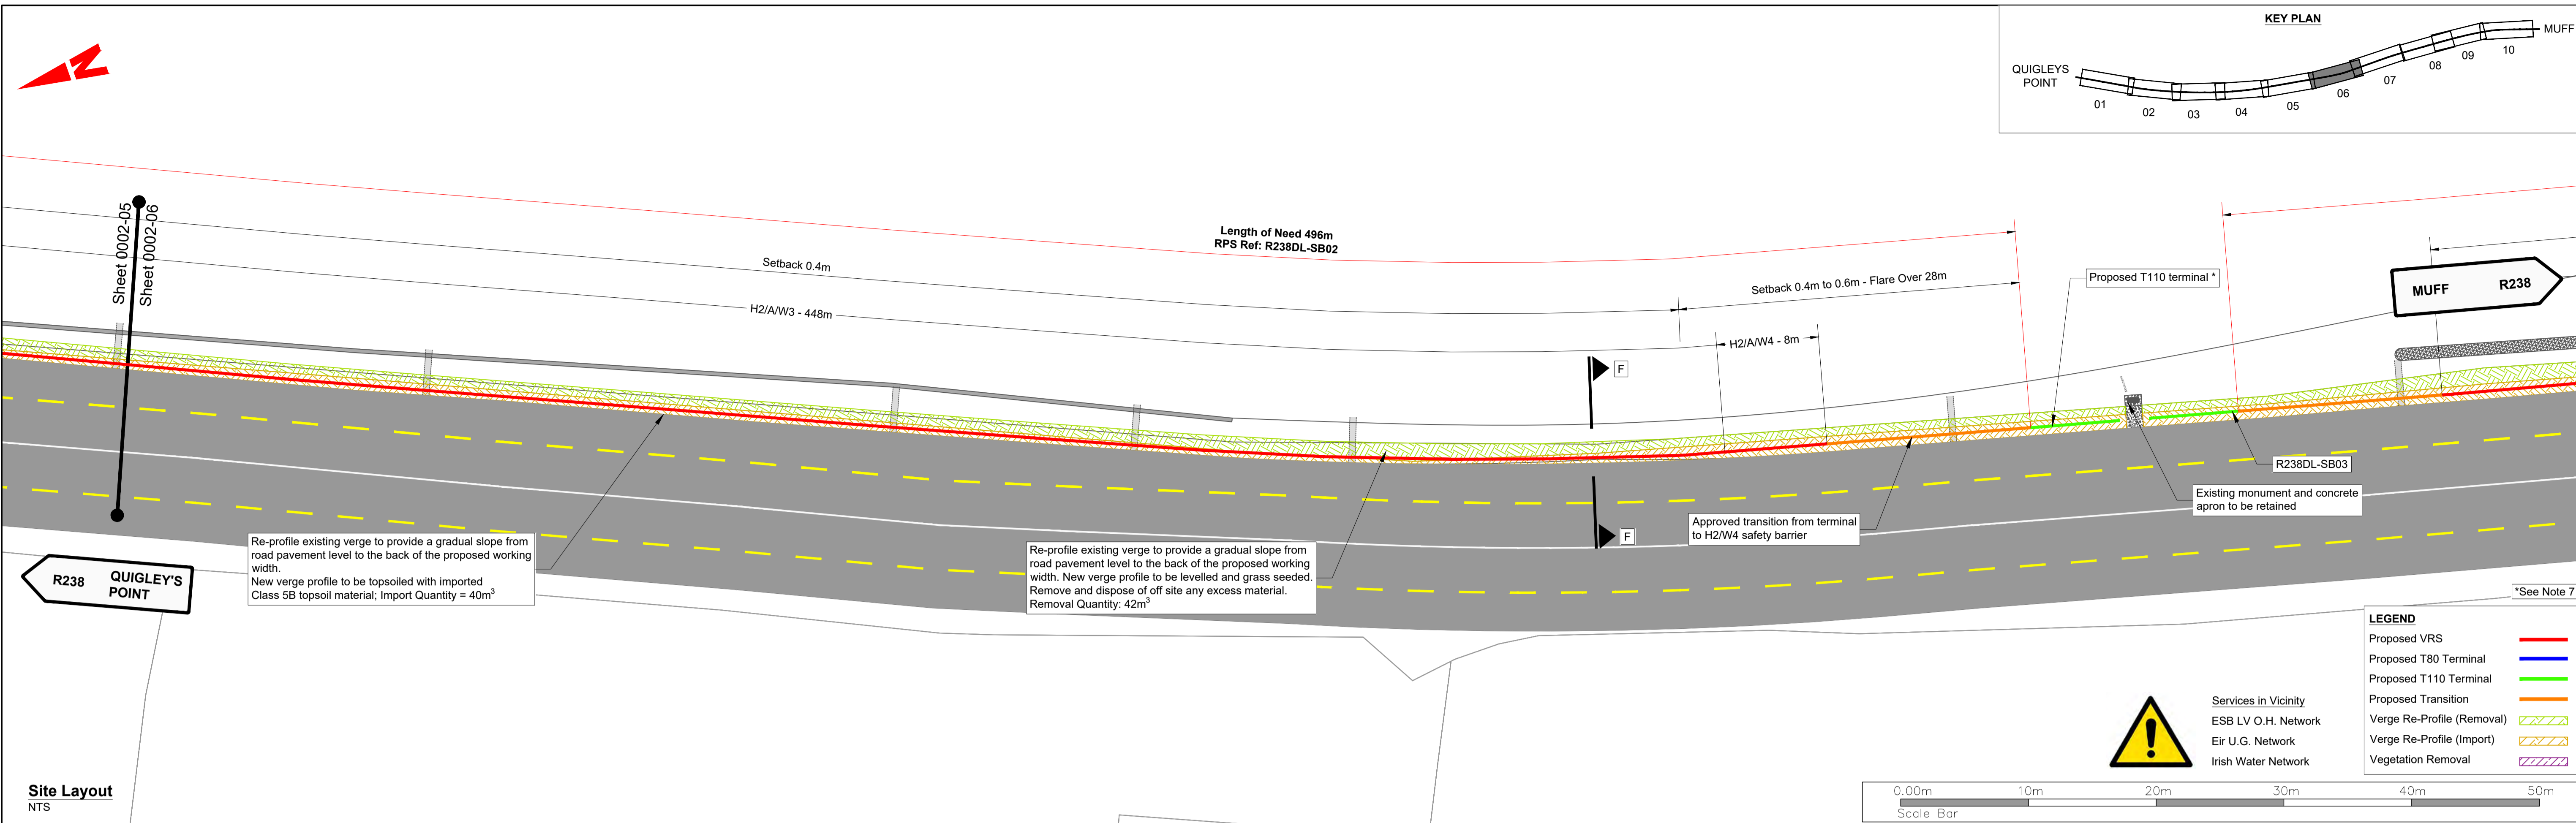 KEY PLAN
MUFF
QUIGLEYS
POINT
01
02
03
04
05
06
07
08
09
10
N
Sheet 0002-05
Sheet 0002-06
Length of Need 496m
RPS Ref: R238DL-SB02
Setback 0.4m
H2/A/W3 - 448m
Setback 0.4m to 0.6m - Flare Over 28m
H2/A/W4 - 8m
Proposed T110 terminal *
MUFF R238
F
F
R238DL-SB03
Existing monument and concrete
apron to be retained
Approved transition from terminal
to H2/W4 safety barrier
Re-profile existing verge to provide a gradual slope from
road pavement level to the back of the proposed working
width.
New verge profile to be topsoiled with imported
Class 5B topsoil material; Import Quantity = 40m³
Re-profile existing verge to provide a gradual slope from
road pavement level to the back of the proposed working
width. New verge profile to be levelled and grass seeded.
Remove and dispose of off site any excess material.
Removal Quantity: 42m³
R238 QUIGLEY'S
POINT
*See Note 7
LEGEND
Proposed VRS
Proposed T80 Terminal
Proposed T110 Terminal
Proposed Transition
Verge Re-Profile (Removal)
Verge Re-Profile (Import)
Vegetation Removal
Services in Vicinity
ESB LV O.H. Network
Eir U.G. Network
Irish Water Network
Site Layout
NTS
0.00m 10m 20m 30m 40m 50m
Scale Bar